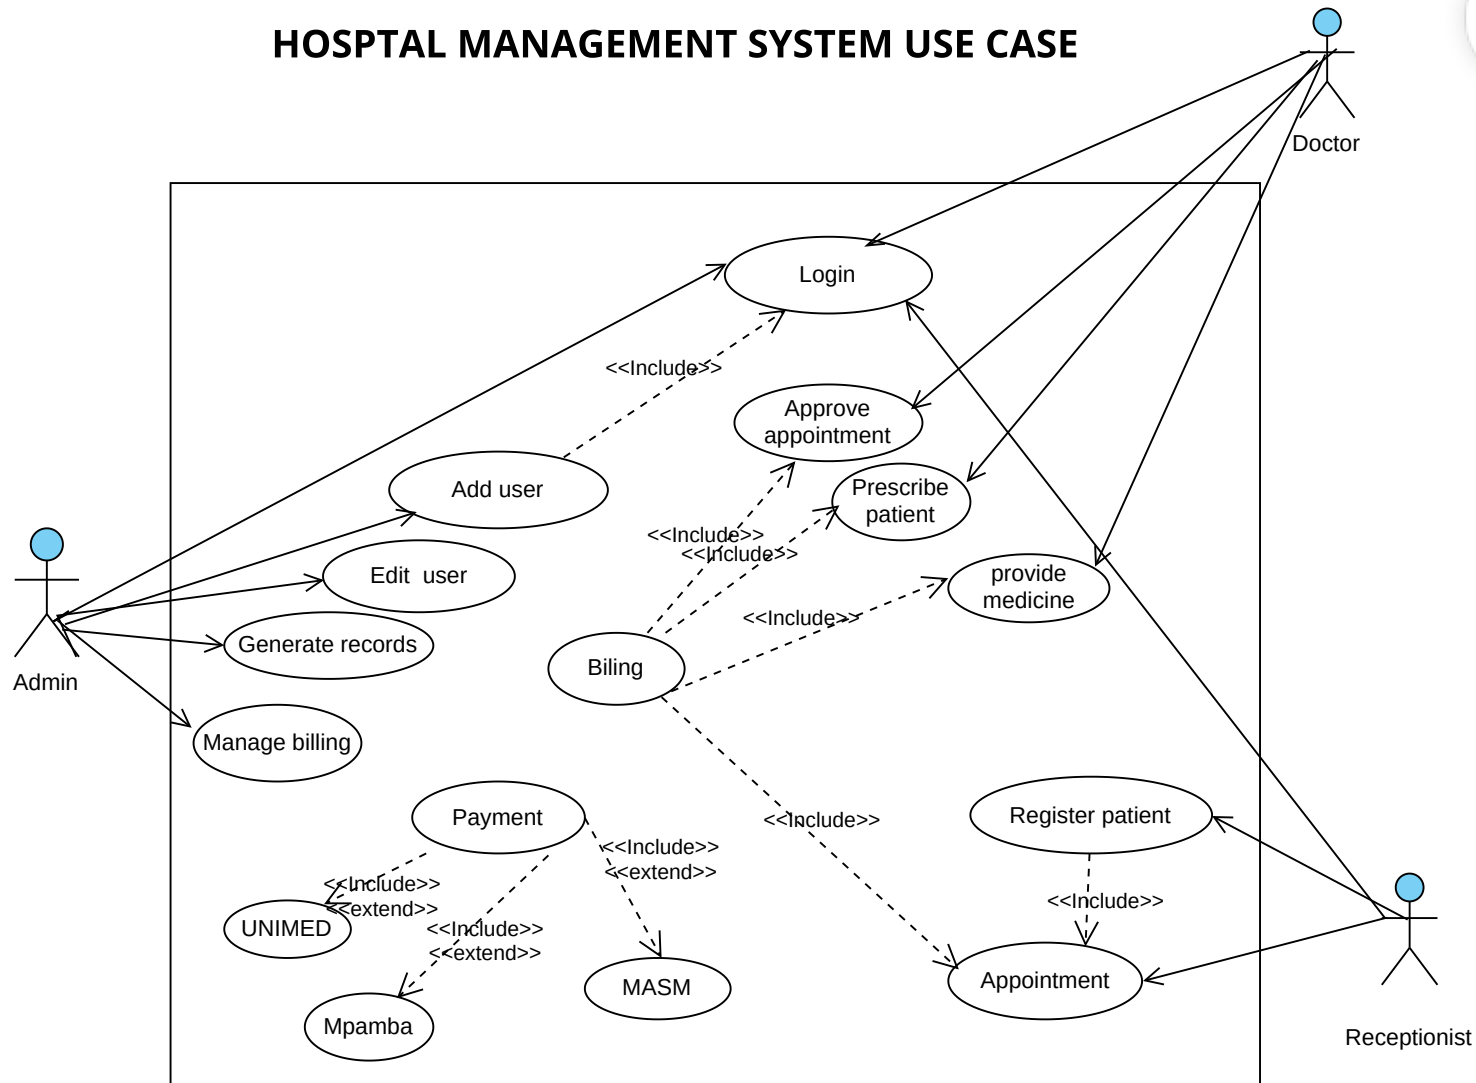 HOSPTAL MANAGEMENT SYSTEM USE CASE
Doctor
Login
<<Include>>
Approve
appointment
Add user
Prescribe
patient
<<Include>>
<<Include>>
Edit  user
provide
medicine
<<Include>>
Generate records
Biling
Admin
Manage billing
Payment
<<Include>>
Register patient
<<Include>>
<<extend>>
<<Include>>
<<extend>>
<<Include>>
UNIMED
<<Include>>
<<extend>>
MASM
Appointment
Mpamba
Receptionist